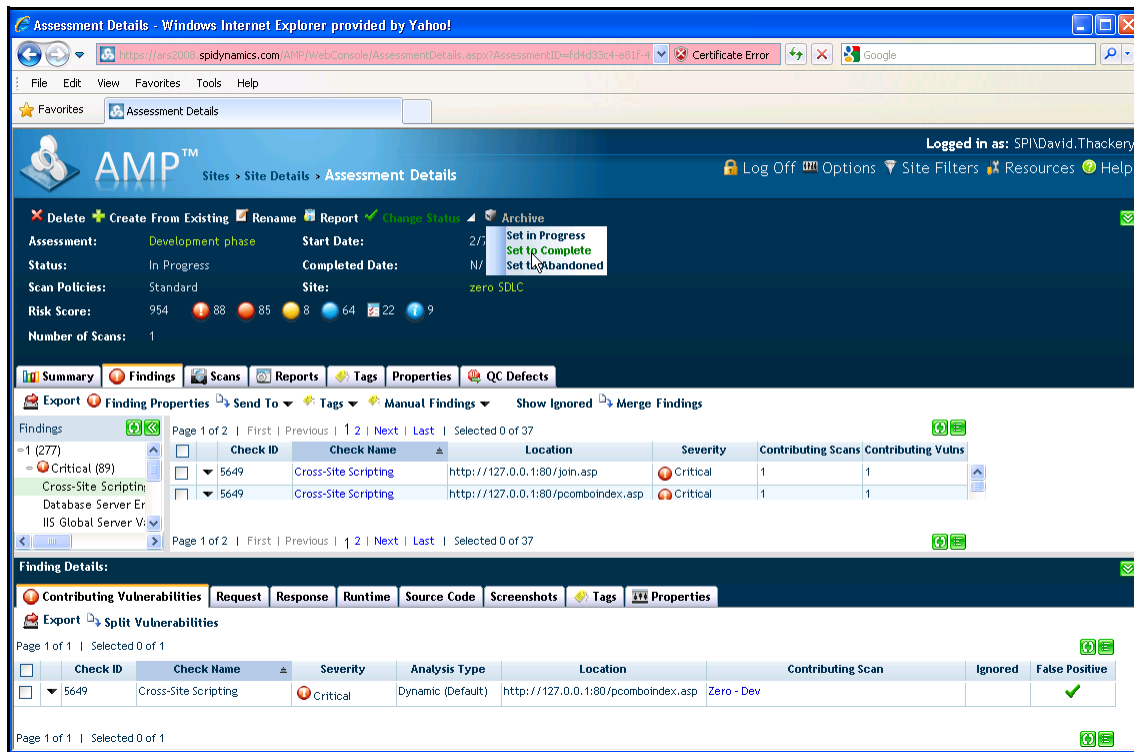 Assessment Details - Windows Internet Explorer provided by Yahoo!
https://ars2008.spidynamics.com/AMP/WebConsole/AssessmentDetails.aspx?AssessmentID=fd4d33c4-e81f-4 Certificate Error Google
File Edit View Favorites Tools Help
Favorites Assessment Details
Logged in as: SPI\David.Thackery
AMP™ Sites > Site Details > Assessment Details
Log Off Options Site Filters Resources Help
Delete Create From Existing Rename Report Change Status Archive
Set in Progress
Set to Complete
Set to Abandoned
Assessment: Development phase Start Date: 2/7
Status: In Progress Completed Date: N/
Scan Policies: Standard Site: zero SDLC
Risk Score: 954 88 85 8 64 22 9
Number of Scans: 1
Summary Findings Scans Reports Tags Properties QC Defects
Export Finding Properties Send To Tags Manual Findings Show Ignored Merge Findings
Findings
1 (277)
Critical (89)
Cross-Site Scripting
Database Server Er
IIS Global Server V
Page 1 of 2 | First | Previous | 1 2 | Next | Last | Selected 0 of 37
Check ID Check Name Location Severity Contributing Scans Contributing Vulns
5649 Cross-Site Scripting http://127.0.0.1:80/join.asp Critical 1 1
5649 Cross-Site Scripting http://127.0.0.1:80/pcomboindex.asp Critical 1 1
Page 1 of 2 | First | Previous | 1 2 | Next | Last | Selected 0 of 37
Finding Details:
Contributing Vulnerabilities Request Response Runtime Source Code Screenshots Tags Properties
Export Split Vulnerabilities
Page 1 of 1 | Selected 0 of 1
Check ID Check Name Severity Analysis Type Location Contributing Scan Ignored False Positive
5649 Cross-Site Scripting Critical Dynamic (Default) http://127.0.0.1:80/pcomboindex.asp Zero - Dev
Page 1 of 1 | Selected 0 of 1